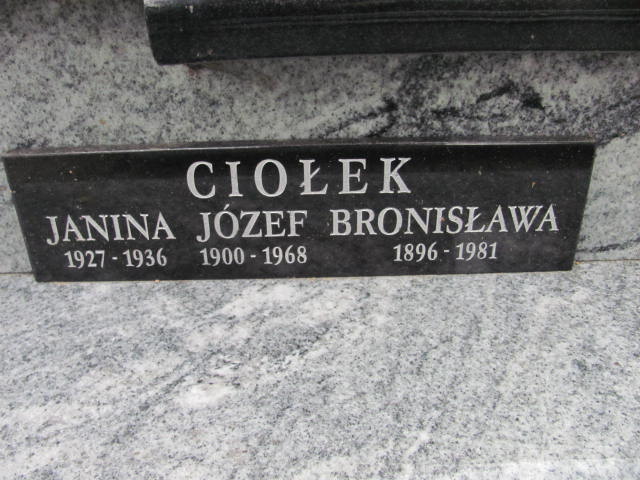 CIOŁEK
JANINA JÓZEF BRONISŁAWA
1927 - 1936 1900 - 1968 1896 - 1981